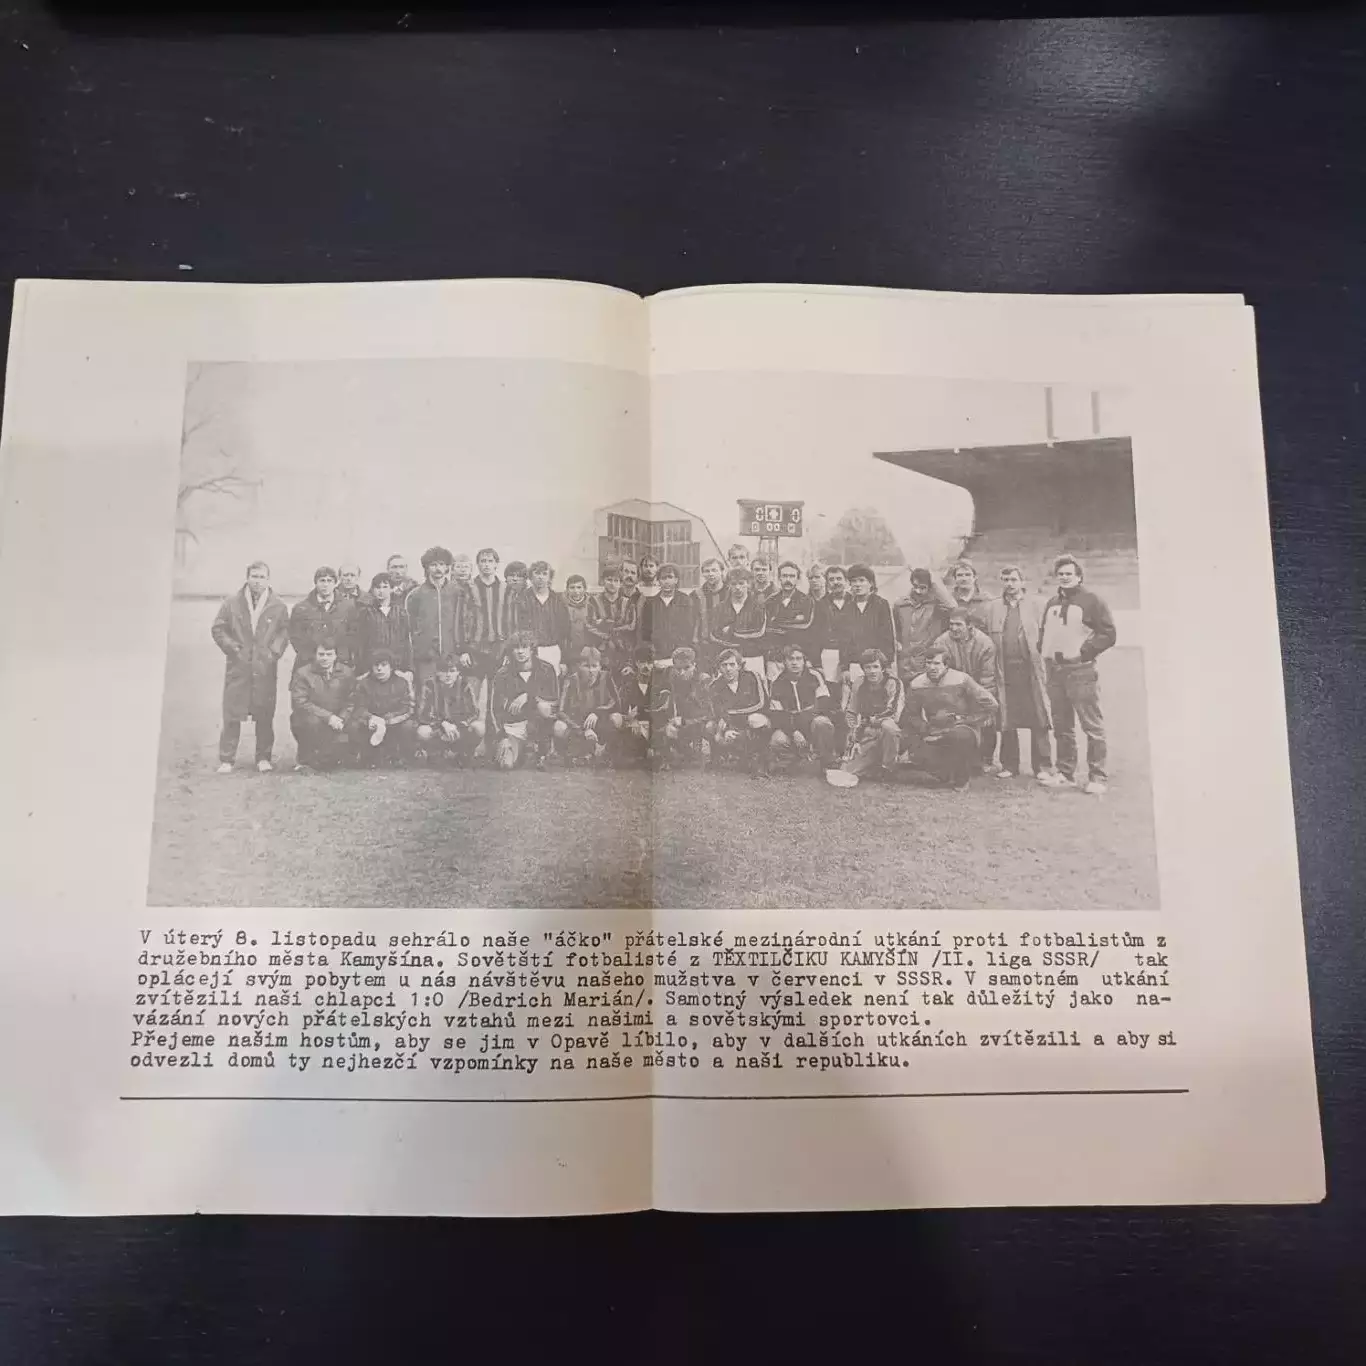 0 0
V úterý 8. listopadu sehrálo naše "áčko" přátelské mezinárodní utkání proti fotbalistům z
družebního města Kamyšína. Sovětští fotbalisté z TĚXTILČIKU KAMYŠÍN /II. liga SSSR/ tak
oplácejí svým pobytem u nás návštěvu našeho mužstva v červenci v SSSR. V samotném utkání
zvítězili naši chlapci 1:0 /Bedrich Marián/. Samotný výsledek není tak důležitý jako na-
vázání nových přátelských vztahů mezi našimi a sovětskými sportovci.
Přejeme našim hostům, aby se jim v Opavě líbilo, aby v dalších utkáních zvítězili a aby si
odvezli domů ty nejhezčí vzpomínky na naše město a naši republiku.